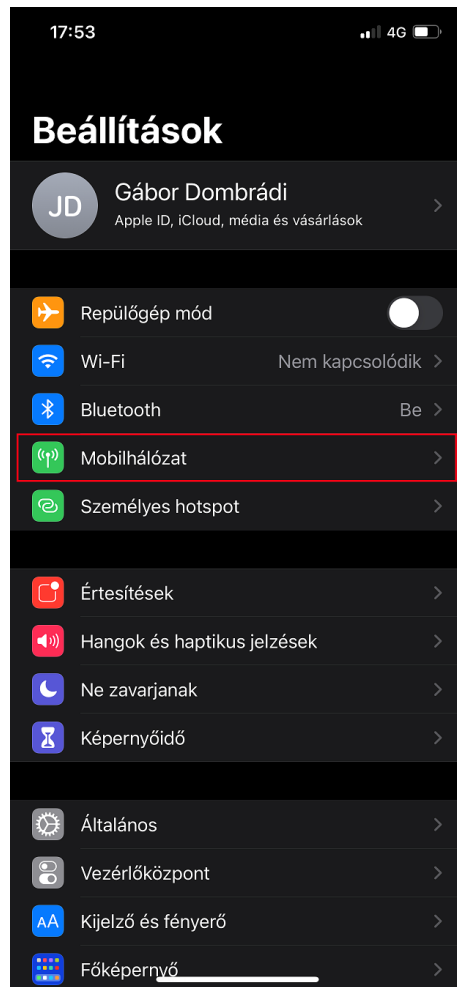 17:53 4G
Beállítások
JD
Gábor Dombrádi
Apple ID, iCloud, média és vásárlások
Repülőgép mód
Wi-Fi Nem kapcsolódik
Bluetooth Be
Mobilhálózat
Személyes hotspot
Értesítések
Hangok és haptikus jelzések
Ne zavarjanak
Képernyőidő
Általános
Vezérlőközpont
AA Kijelző és fényerő
Főképernyő